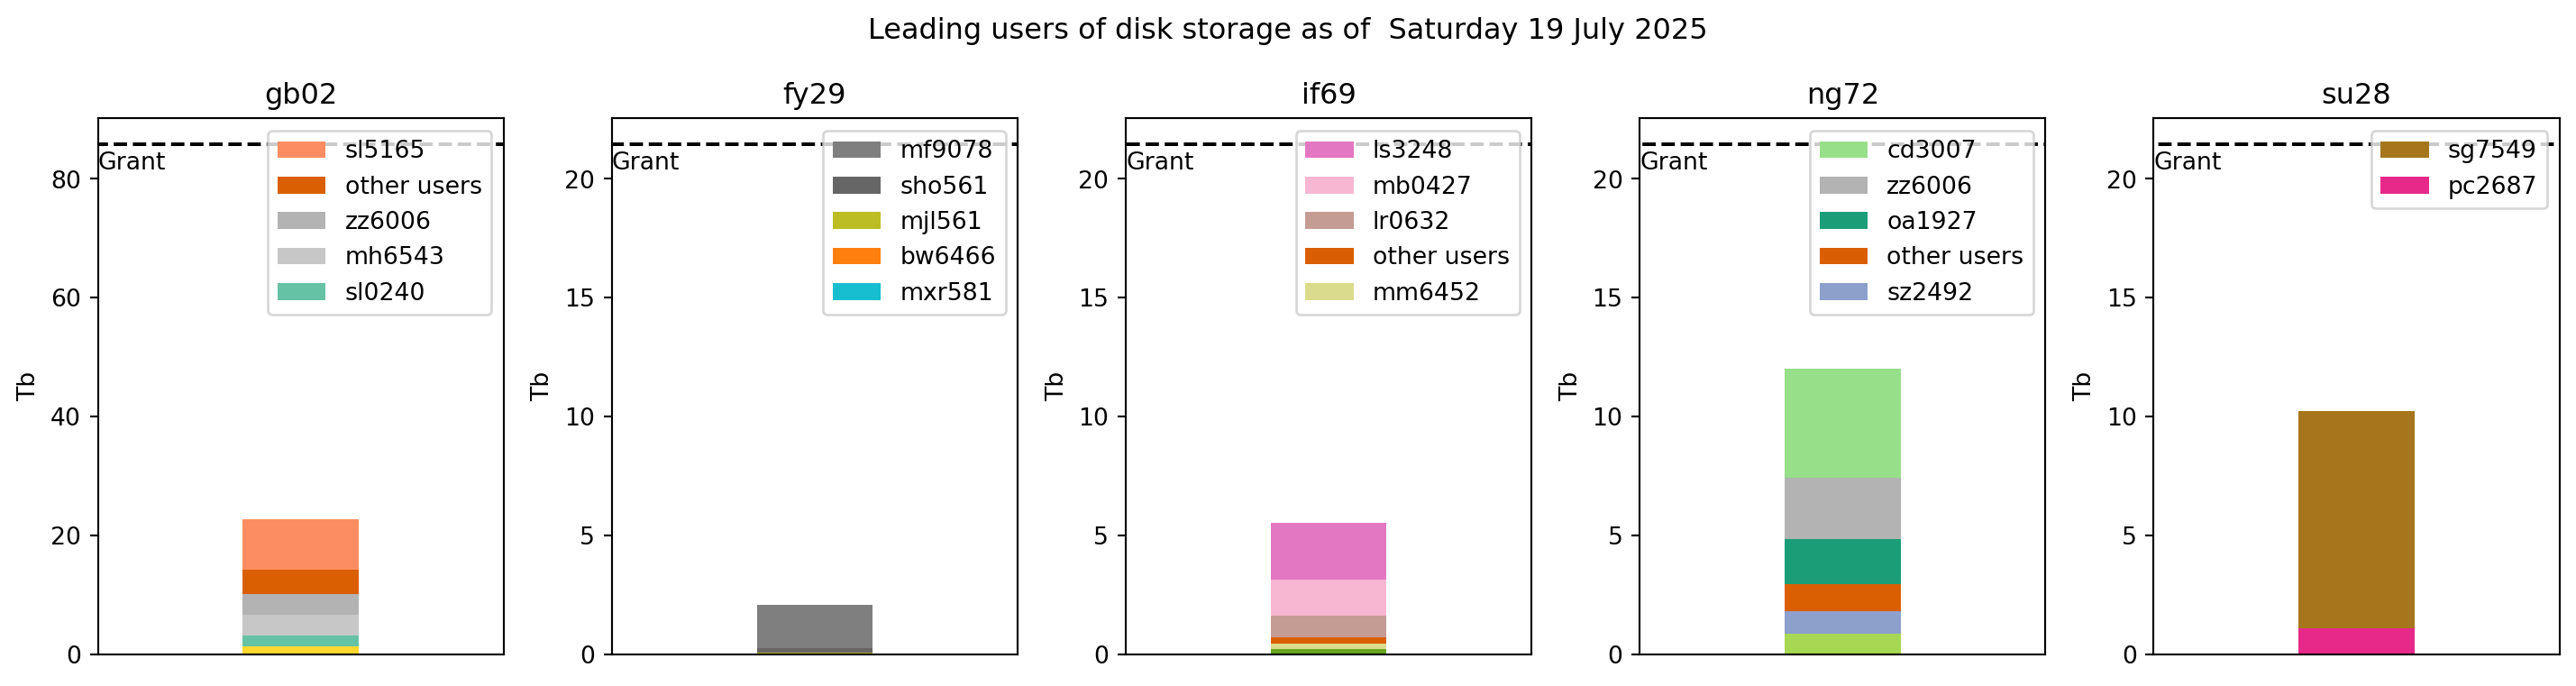 Leading users of disk storage as of  Saturday 19 July 2025
gb02
Grant
sl5165
other users
zz6006
mh6543
sl0240
Tb
80
60
40
20
0
fy29
Grant
mf9078
sho561
mjl561
bw6466
mxr581
Tb
20
15
10
5
0
if69
Grant
ls3248
mb0427
lr0632
other users
mm6452
Tb
20
15
10
5
0
ng72
Grant
cd3007
zz6006
oa1927
other users
sz2492
Tb
20
15
10
5
0
su28
Grant
sg7549
pc2687
Tb
20
15
10
5
0